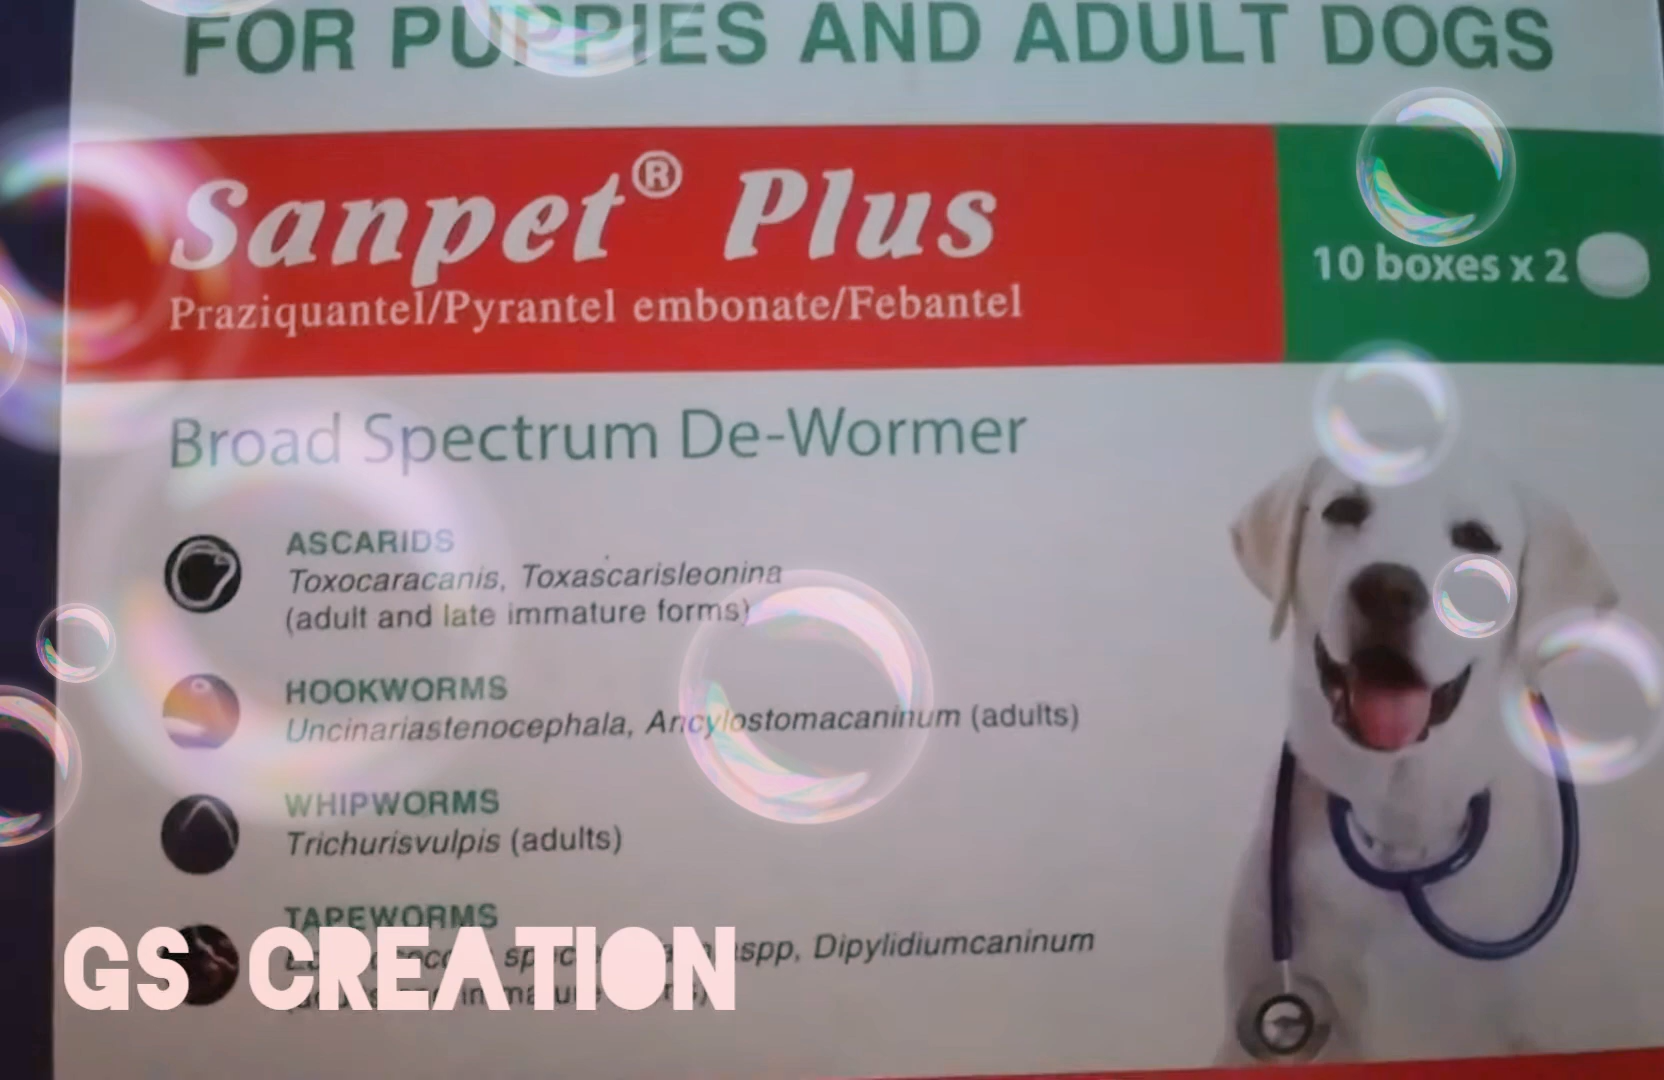 FOR PUPPIES AND ADULT DOGS
Sanpet® Plus
Praziquantel/Pyrantel embonate/Febantel
10 boxes x 2
Broad Spectrum De-Wormer
ASCARIDS
Toxocaracanis, Toxascarisleonina
(adult and late immature forms)
HOOKWORMS
Uncinariastenocephala, Ancylostomacaninum (adults)
WHIPWORMS
Trichurisvulpis (adults)
TAPEWORMS
Dipylidiumcaninum
GS CREATION